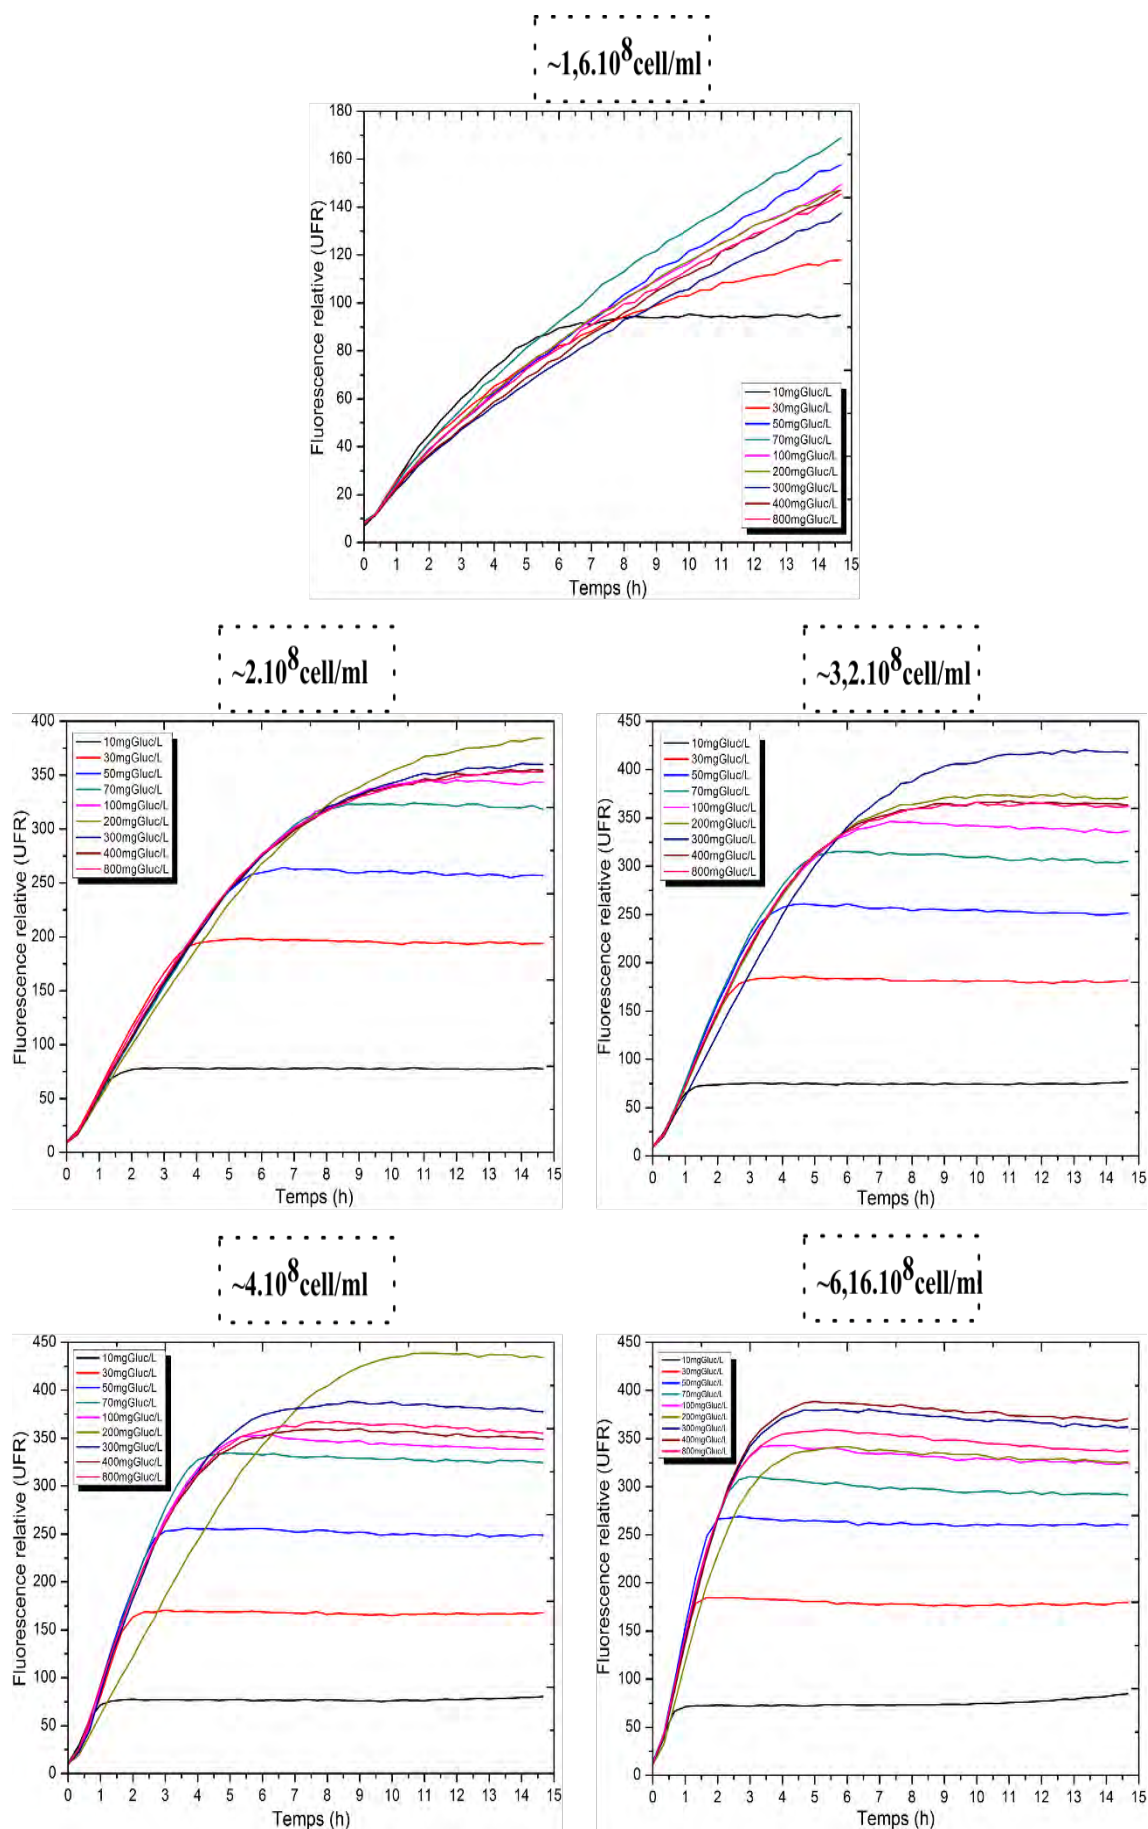 ~1,6.10⁸cell/ml
180
160
140
120
100
80
60
40
20
0
Fluorescence relative (UFR)
10mgGluc/L
30mgGluc/L
50mgGluc/L
70mgGluc/L
100mgGluc/L
200mgGluc/L
300mgGluc/L
400mgGluc/L
800mgGluc/L
0 1 2 3 4 5 6 7 8 9 10 11 12 13 14 15
Temps (h)
~2.10⁸cell/ml
400
350
300
250
200
150
100
50
0
Fluorescence relative (UFR)
10mgGluc/L
30mgGluc/L
50mgGluc/L
70mgGluc/L
100mgGluc/L
200mgGluc/L
300mgGluc/L
400mgGluc/L
800mgGluc/L
0 1 2 3 4 5 6 7 8 9 10 11 12 13 14 15
Temps (h)
~3,2.10⁸cell/ml
450
400
350
300
250
200
150
100
50
0
Fluorescence relative (UFR)
10mgGluc/L
30mgGluc/L
50mgGluc/L
70mgGluc/L
100mgGluc/L
200mgGluc/L
300mgGluc/L
400mgGluc/L
800mgGluc/L
0 1 2 3 4 5 6 7 8 9 10 11 12 13 14 15
Temps (h)
~4.10⁸cell/ml
450
400
350
300
250
200
150
100
50
0
Fluorescence relative (UFR)
10mgGluc/L
30mgGluc/L
50mgGluc/L
70mgGluc/L
100mgGluc/L
200mgGluc/L
300mgGluc/L
400mgGluc/L
800mgGluc/L
0 1 2 3 4 5 6 7 8 9 10 11 12 13 14 15
Temps (h)
~6,16.10⁸cell/ml
450
400
350
300
250
200
150
100
50
0
Fluorescence relative (UFR)
10mgGluc/L
30mgGluc/L
50mgGluc/L
70mgGluc/L
100mgGluc/L
200mgGluc/L
300mgGluc/L
400mgGluc/L
800mgGluc/L
0 1 2 3 4 5 6 7 8 9 10 11 12 13 14 15
Temps (h)